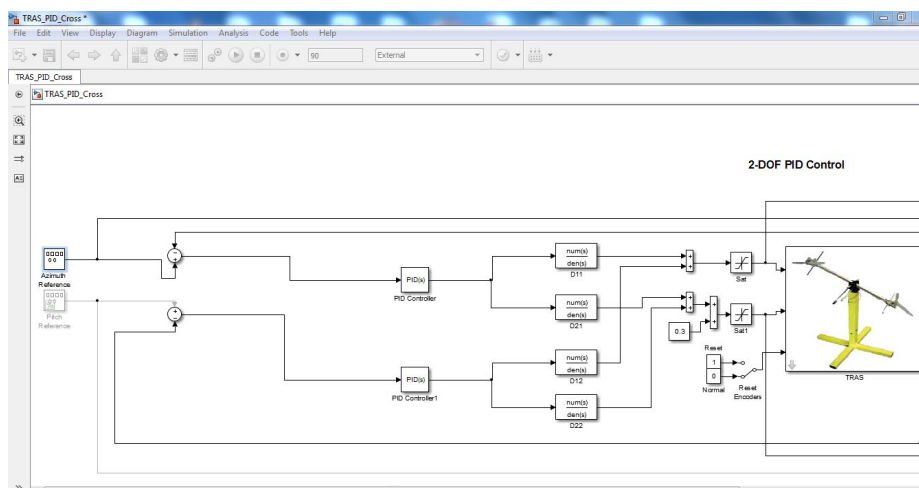 TRAS_PID_Cross *
File Edit View Display Diagram Simulation Analysis Code Tools Help
90 External
TRAS_PID_Cross
TRAS_PID_Cross
2-DOF PID Control
Azimuth
Reference
Pitch
Reference
PID(s)
PID Controller
PID(s)
PID Controller1
num(s)
den(s)
D11
num(s)
den(s)
D21
num(s)
den(s)
D12
num(s)
den(s)
D22
Sat
0.3
Sat1
Reset
1
0
Normal
Reset
Encoders
TRAS